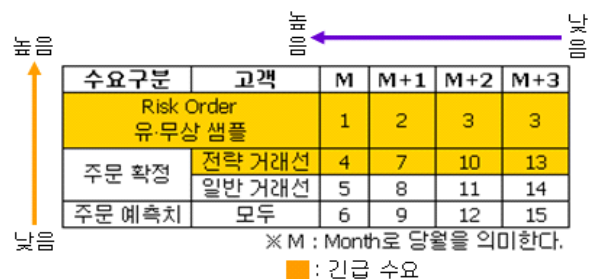 높음 낮음
높음
수요구분 고객 M M+1 M+2 M+3
Risk Order
유·무상 샘플 1 2 3 3
주문 확정 전략 거래선 4 7 10 13
일반 거래선 5 8 11 14
주문 예측치 모두 6 9 12 15
낮음
※ M : Month로 당월을 의미한다.
: 긴급 수요